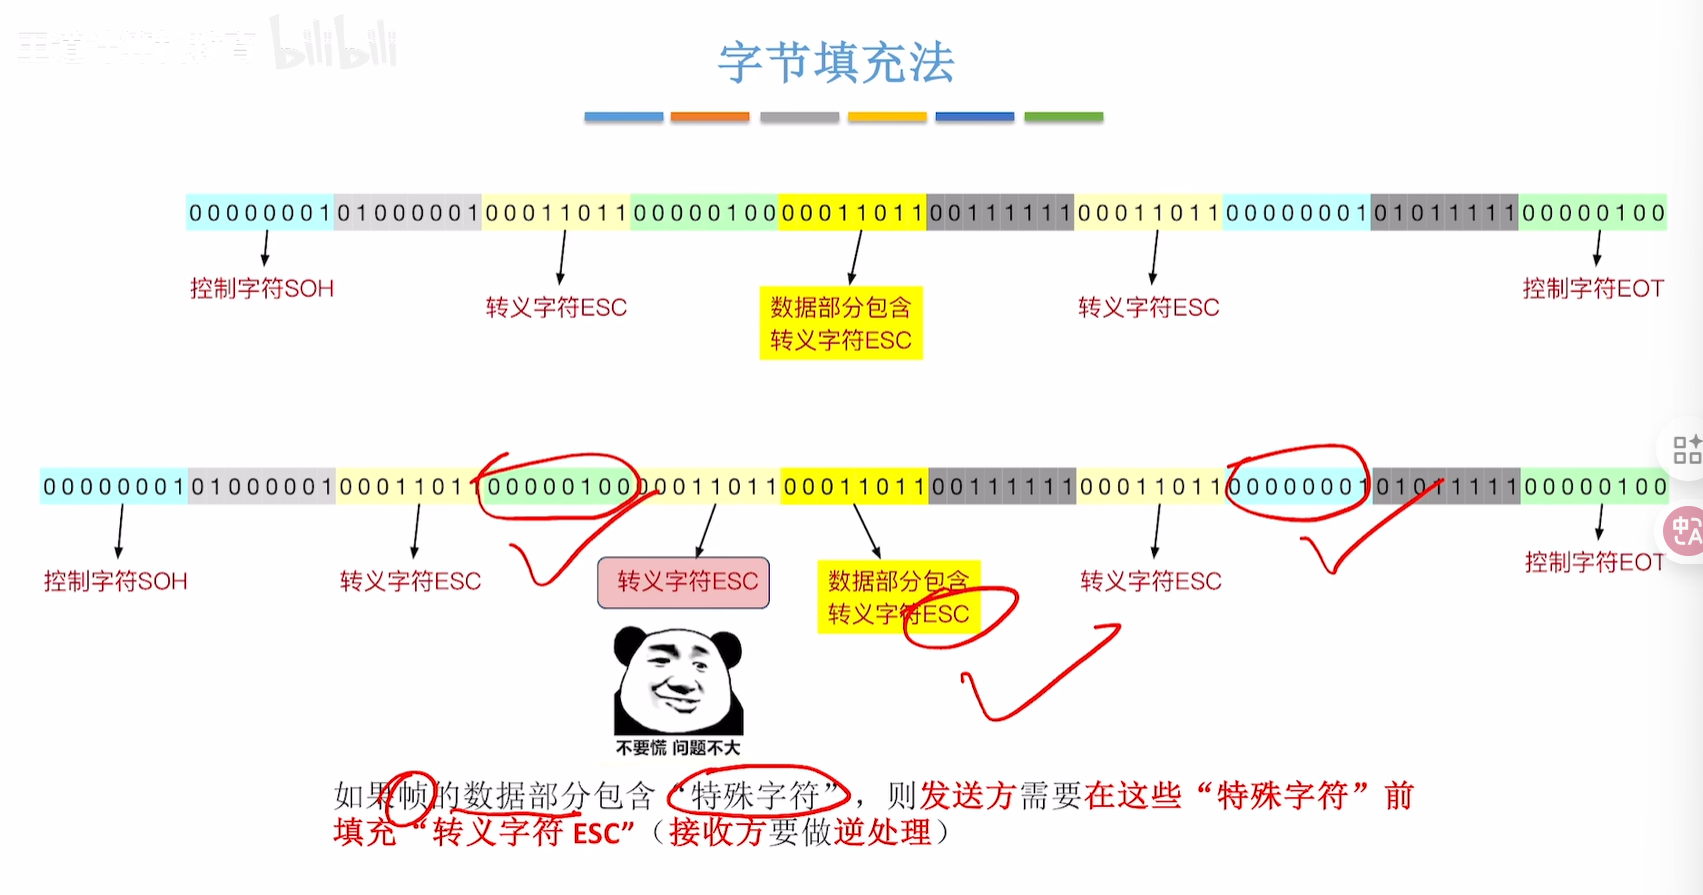 bilibili
字节填充法
00000001 01000001 00011011 00000100 00011011 00111111 00011011 00000001 01011111 00000100
控制字符SOH
转义字符ESC
数据部分包含
转义字符ESC
转义字符ESC
控制字符EOT
00000001 01000001 00011011 00000100 00011011 00011011 00111111 00011011 00000001 01011111 00000100
控制字符SOH
转义字符ESC
转义字符ESC
数据部分包含
转义字符ESC
转义字符ESC
控制字符EOT
不要慌 问题不大
如果帧的数据部分包含“特殊字符”，则发送方需要在这些“特殊字符”前
填充“转义字符ESC”（接收方要做逆处理）
中A